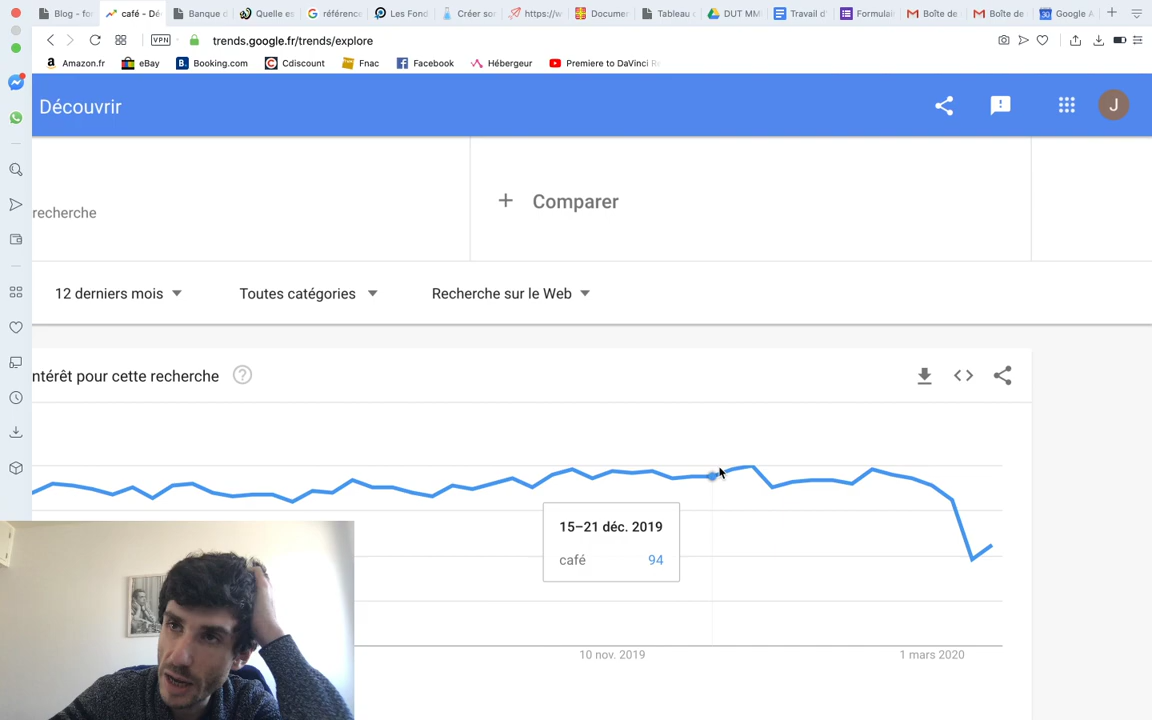 Blog - fo
café - Dé
Banque d
Quelle es
référence
Les Fond
Créer sor
https://w
Documer
Tableau
DUT MM
Travail d'
Formulai
Boîte de
Boîte de
Google A
VPN
trends.google.fr/trends/explore
Amazon.fr
eBay
Booking.com
Cdiscount
Fnac
Facebook
Hébergeur
Premiere to DaVinci Re
Découvrir
J
recherche
+ Comparer
12 derniers mois
Toutes catégories
Recherche sur le Web
ntérêt pour cette recherche
15–21 déc. 2019
café 94
10 nov. 2019
1 mars 2020